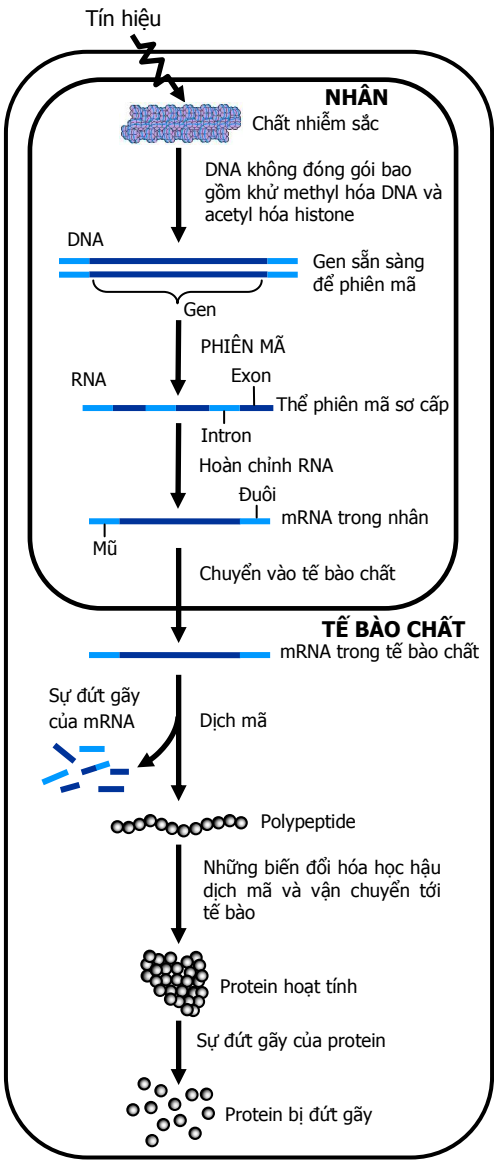 Tín hiệu
NHÂN
Chất nhiễm sắc
DNA không đóng gói bao
gồm khử methyl hóa DNA và
acetyl hóa histone
DNA
Gen sẵn sàng
để phiên mã
Gen
PHIÊN MÃ
RNA
Exon
Thể phiên mã sơ cấp
Intron
Hoàn chỉnh RNA
Đuôi
mRNA trong nhân
Mũ
Chuyển vào tế bào chất
TẾ BÀO CHẤT
mRNA trong tế bào chất
Sự đứt gãy
của mRNA
Dịch mã
Polypeptide
Những biến đổi hóa học hậu
dịch mã và vận chuyển tới
tế bào
Protein hoạt tính
Sự đứt gãy của protein
Protein bị đứt gãy